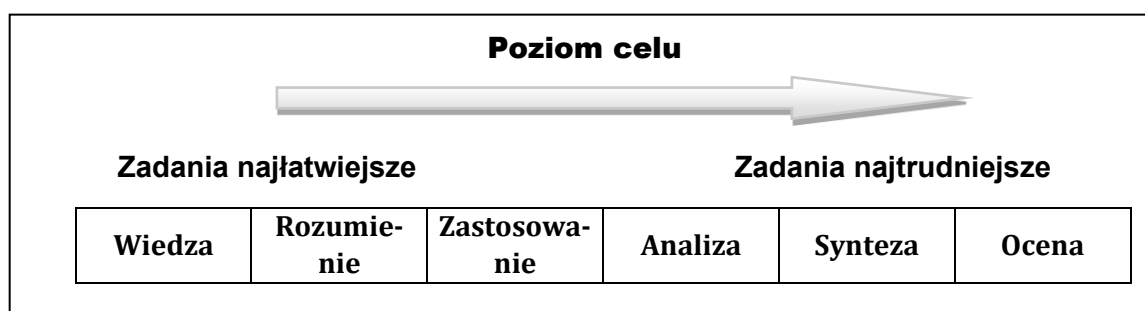 Poziom celu
Zadania najłatwiejsze Zadania najtrudniejsze
Wiedza Rozumie- Zastosowa- Analiza Synteza Ocena
nie nie